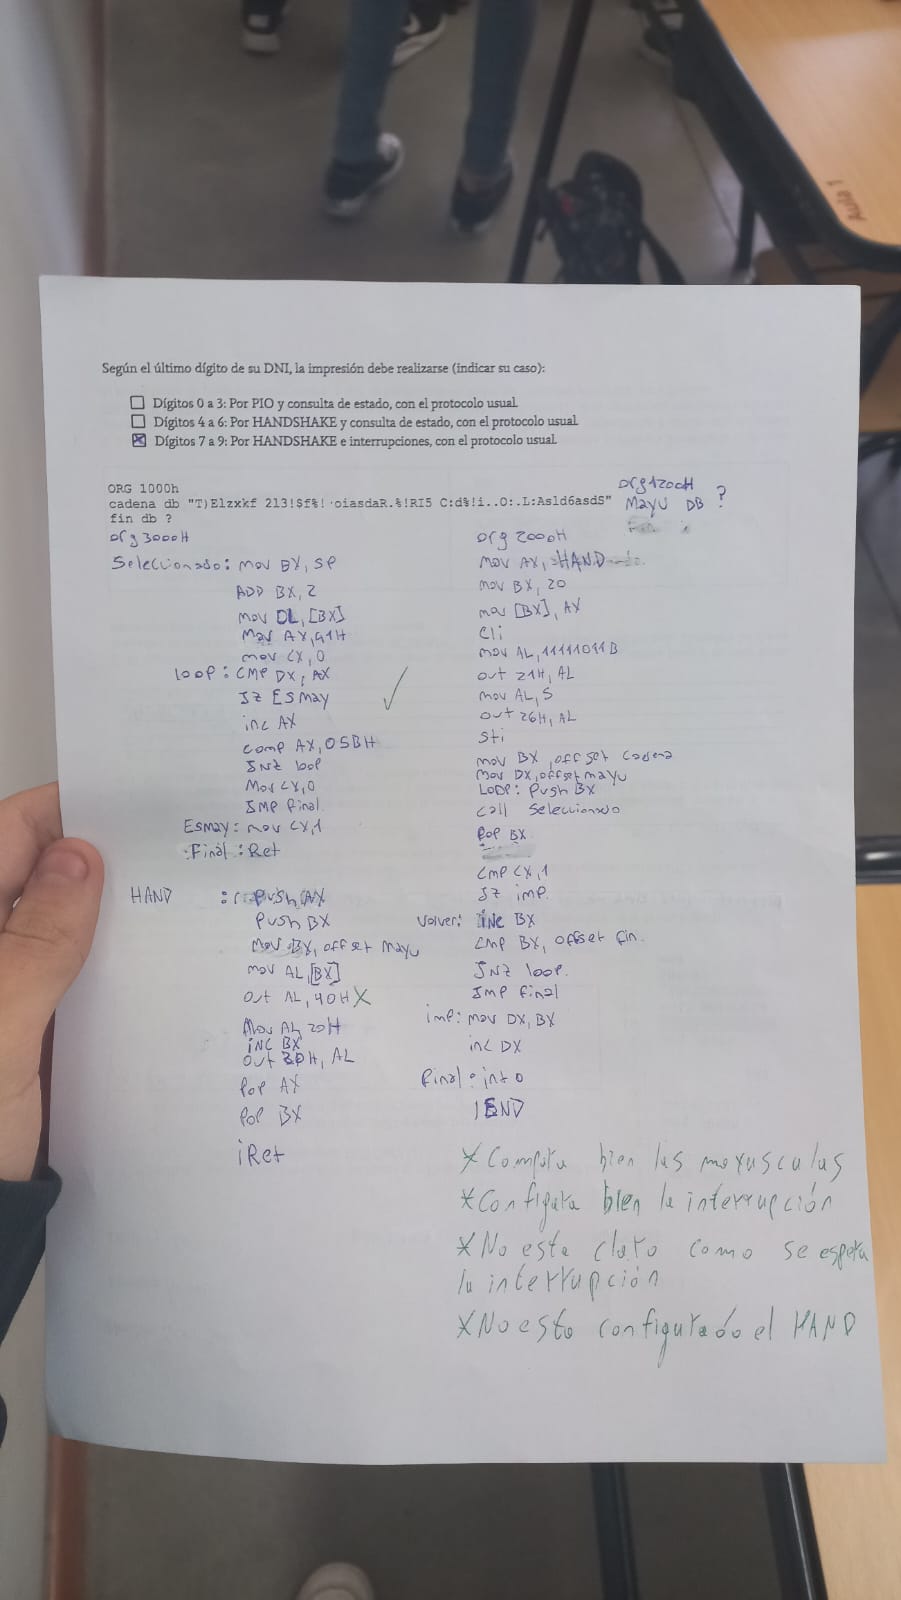 Aula 1
Según el último dígito de su DNI, la impresión debe realizarse (indicar su caso):
Dígitos 0 a 3: Por PIO y consulta de estado, con el protocolo usual.
Dígitos 4 a 6: Por HANDSHAKE y consulta de estado, con el protocolo usual.
Dígitos 7 a 9: Por HANDSHAKE e interrupciones, con el protocolo usual.
ORG 1000h
cadena db "T)Elzxkf 213!$f%! ·oiasdaR.%!RI5 C:d%!i..O:.L:As1d6asdS"
fin db ?
org 1200H
Mayu DB ?
org 3000H
Seleccionado: mov BX, SP
ADD BX, 2
mov DL, [BX]
Mov AX, 41H
mov CX, 0
loop: CMP DX, AX
JZ ESmay
inc AX
comp AX, 05BH
JNZ loop
Mov CX, 0
JMP final
Esmay: mov CX, 1
Final: Ret
HAND : Push AX
Push BX
Mov BX, offset mayu
mov AL, [BX]
out AL, 40H X
Mov AL, 20H
iNC BX
out 20H, AL
Pop AX
Pop BX
iRet
org 2000H
mov AX, HAND
mov BX, 20
mov [BX], AX
cli
mov AL, 11111011B
out 21H, AL
mov AL, 5
out 26H, AL
sti
mov BX, offset cadena
Mov DX, offset mayu
Loop: Push BX
call Seleccionado
Pop BX
CMP CX, 1
JZ imp.
Volver: iNC BX
CMP BX, offset fin.
JNZ loop.
JMP final
imp: mov DX, BX
inc DX
Final: int 0
END
* Computa bien las mayusculas
* Configura bien la interrupción
* No esta claro como se espera
la interrupción
* No esta configurado el HAND